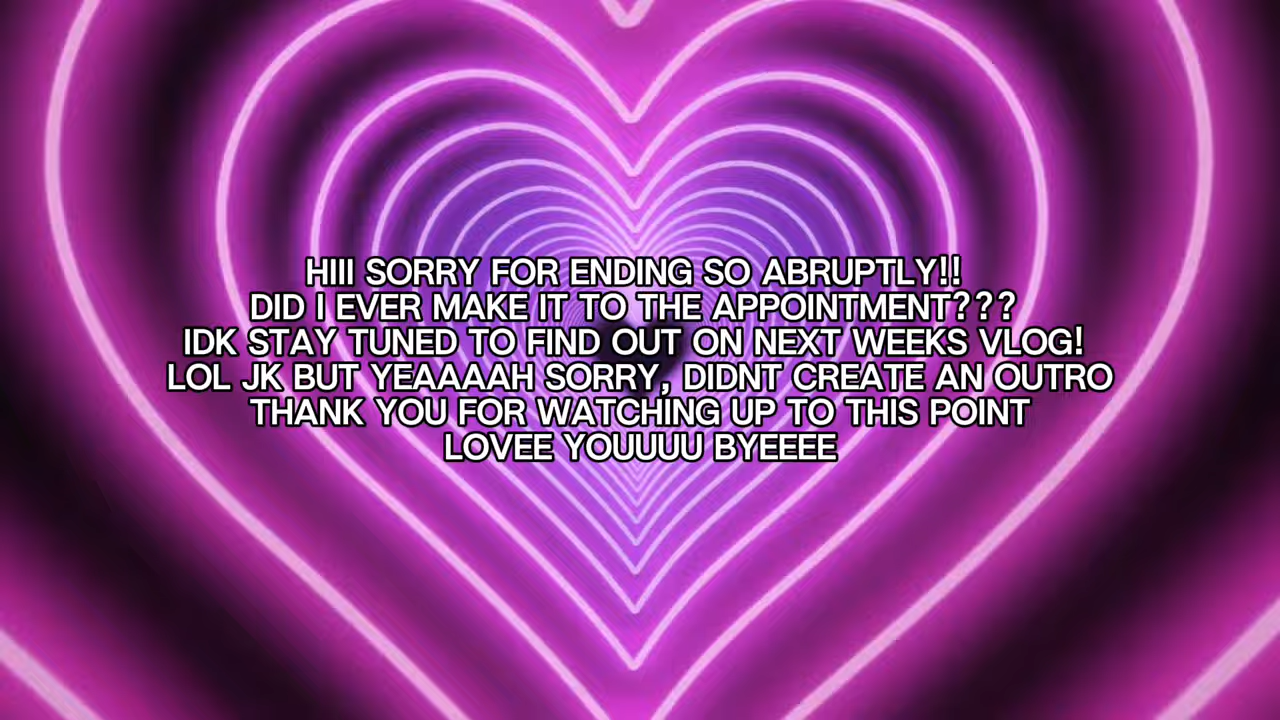 HIII SORRY FOR ENDING SO ABRUPTLY!!
DID I EVER MAKE IT TO THE APPOINTMENT???
IDK STAY TUNED TO FIND OUT ON NEXT WEEKS VLOG!
LOL JK BUT YEAAAAH SORRY, DIDNT CREATE AN OUTRO
THANK YOU FOR WATCHING UP TO THIS POINT
LOVEE YOUUUU BYEEEE